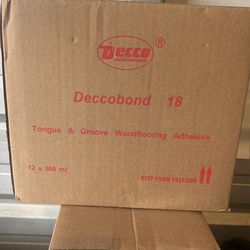 Decco
®
Deccobond 18
Tongue & Groove Woodflooring Adhesive
12 x 500 ml
KEEP FROM FREEZING